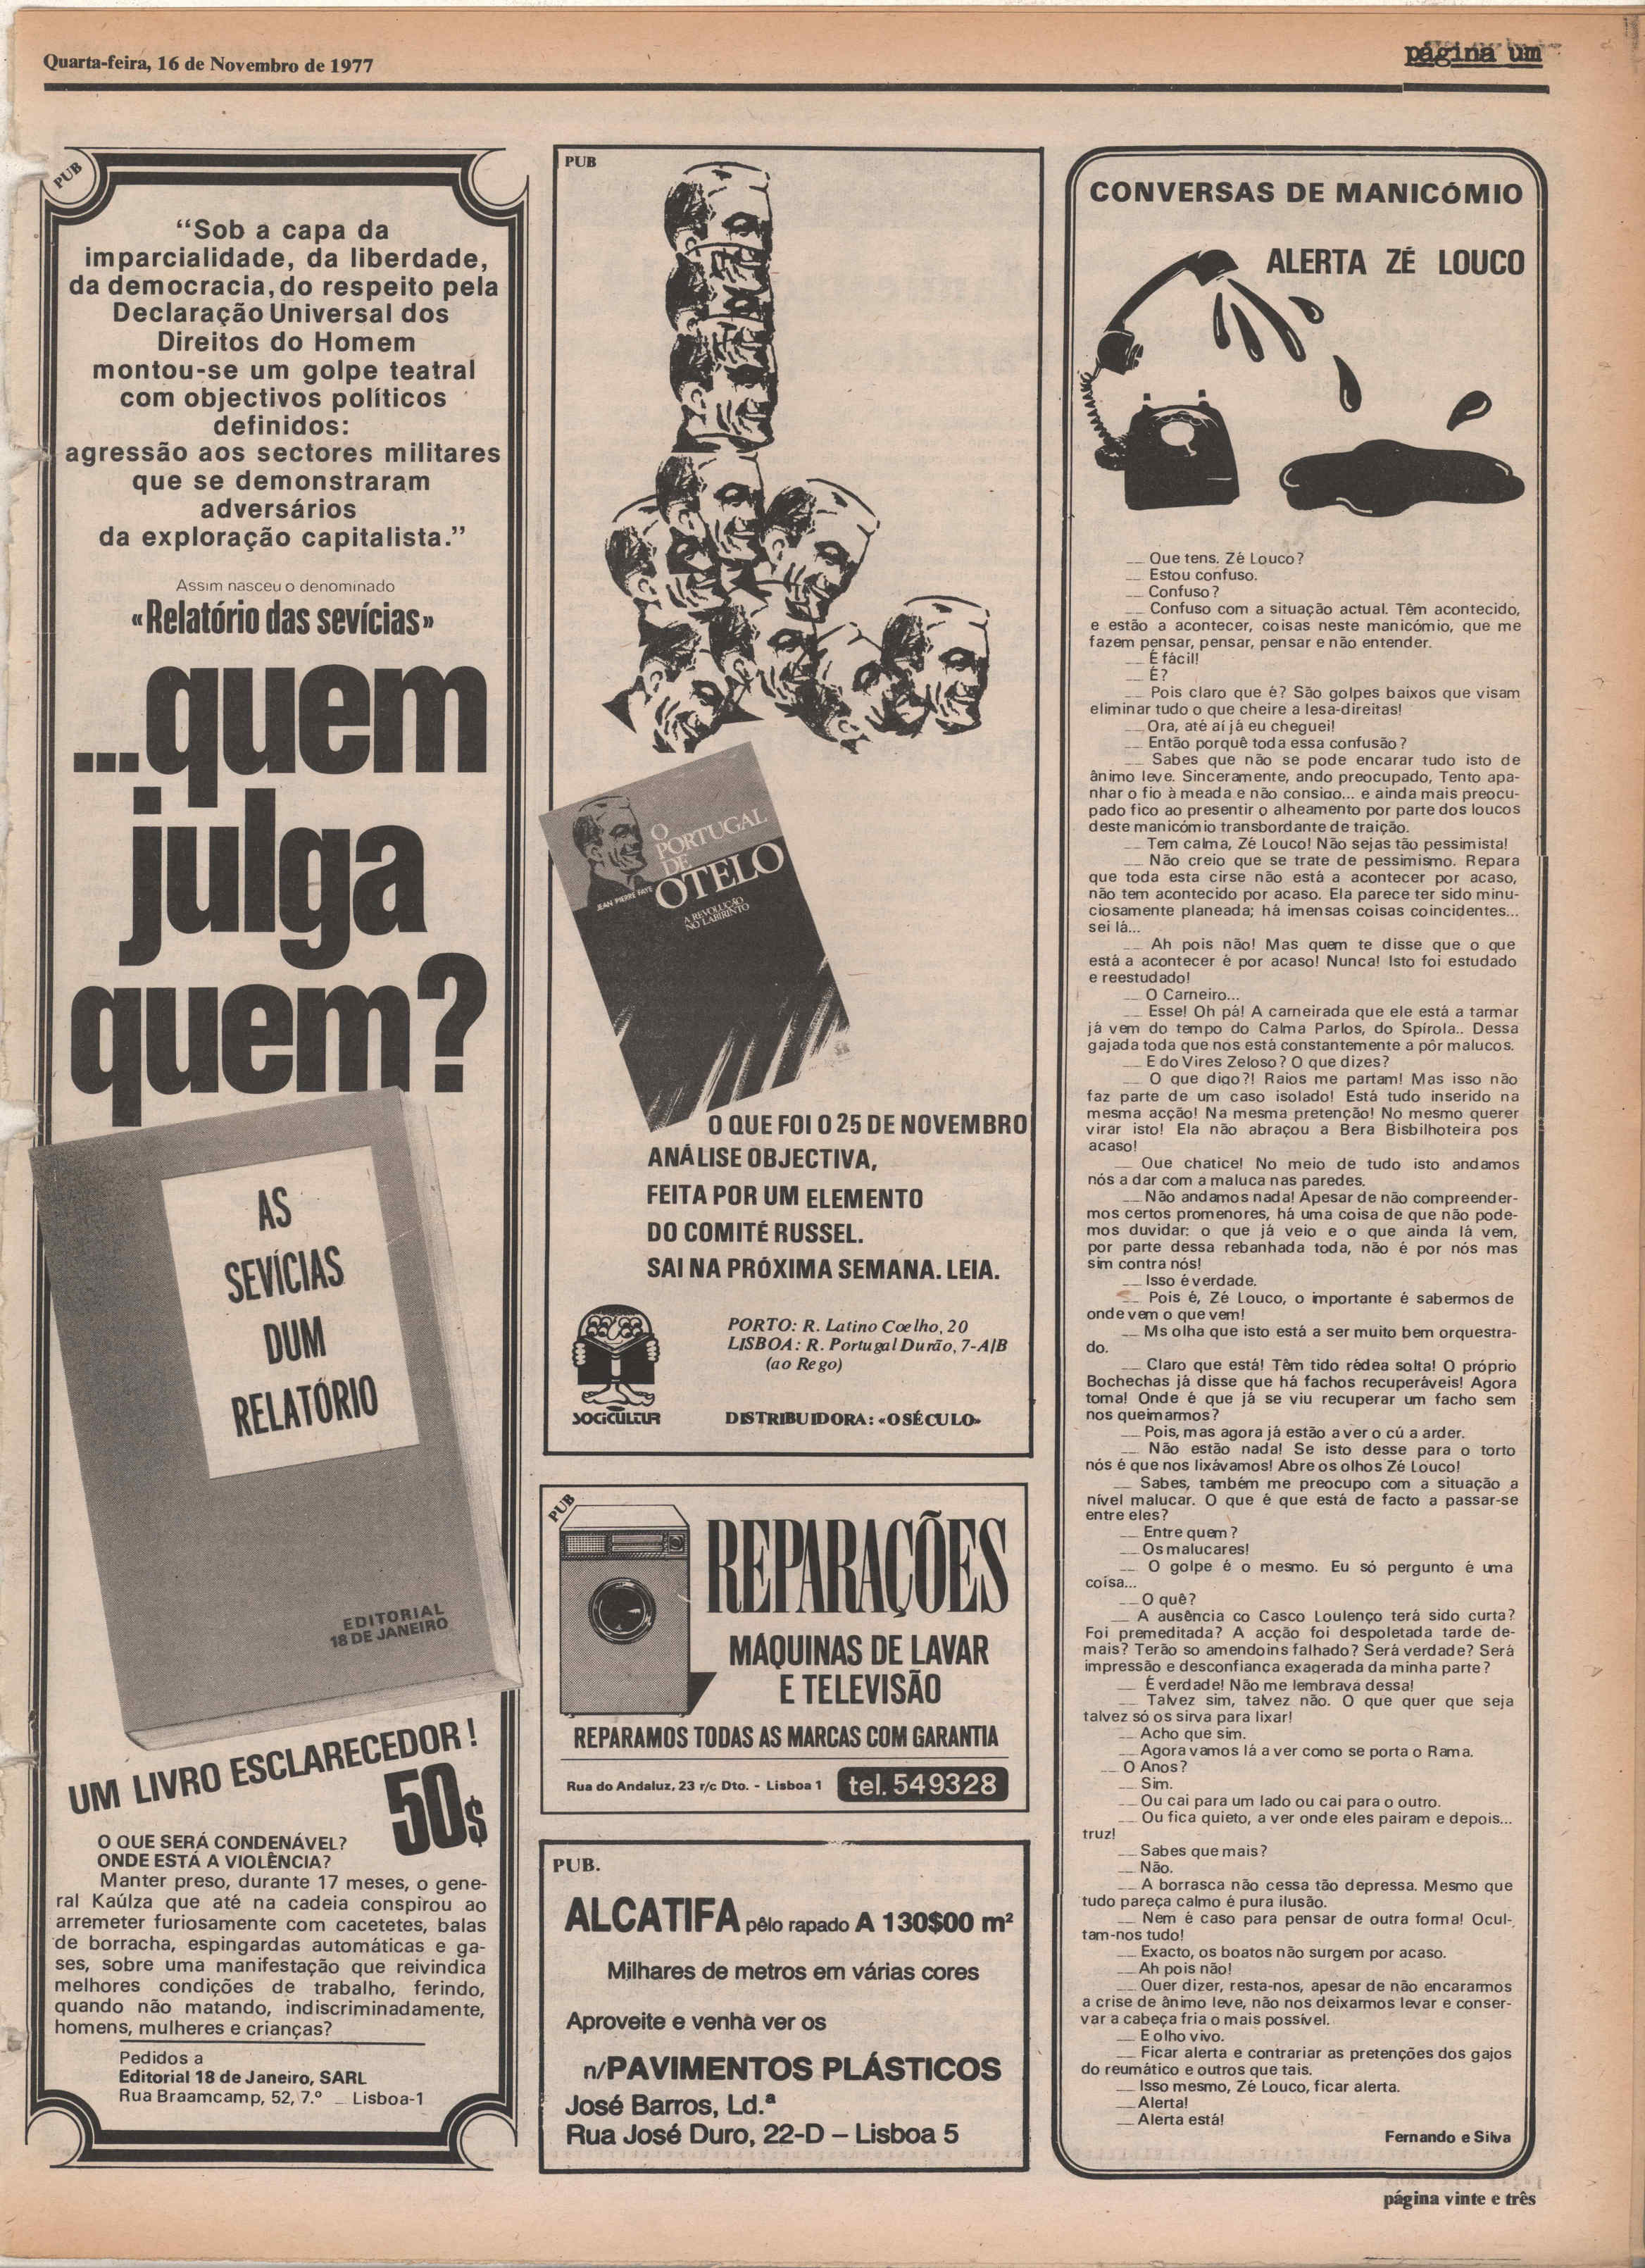 Quarta-feira, 16 de Novembro de 1977
página um
PUB
“Sob a capa da
imparcialidade, da liberdade,
da democracia, do respeito pela
Declaração Universal dos
Direitos do Homem
montou-se um golpe teatral
com objectivos políticos
definidos:
agressão aos sectores militares
que se demonstraram
adversários
da exploração capitalista.”
Assim nasceu o denominado
«Relatório das sevícias»
...quem
julga
quem?
AS
SEVÍCIAS
DUM
RELATÓRIO
EDITORIAL
18 DE JANEIRO
UM LIVRO ESCLARECEDOR!
50$
O QUE SERÁ CONDENÁVEL?
ONDE ESTÁ A VIOLÊNCIA?
Manter preso, durante 17 meses, o gene-
ral Kaúlza que até na cadeia conspirou ao
arremeter furiosamente com cacetetes, balas
de borracha, espingardas automáticas e ga-
ses, sobre uma manifestação que reivindica
melhores condições de trabalho, ferindo,
quando não matando, indiscriminadamente,
homens, mulheres e crianças?
Pedidos a
Editorial 18 de Janeiro, SARL
Rua Braamcamp, 52, 7.º — Lisboa-1
PUB
O
PORTUGAL
DE
OTELO
JEAN PIERRE FAYE
A REVOLUÇÃO
NO LABIRINTO
O QUE FOI O 25 DE NOVEMBRO
ANÁLISE OBJECTIVA,
FEITA POR UM ELEMENTO
DO COMITÉ RUSSEL.
SAI NA PRÓXIMA SEMANA. LEIA.
SOCICULTUR
PORTO: R. Latino Coelho, 20
LISBOA: R. Portugal Durão, 7-A/B
(ao Rego)
DISTRIBUIDORA: «O SÉCULO»
PUB
REPARAÇÕES
MÁQUINAS DE LAVAR
E TELEVISÃO
REPARAMOS TODAS AS MARCAS COM GARANTIA
Rua do Andaluz, 23 r/c Dto. - Lisboa 1 tel. 549328
PUB.
ALCATIFA pêlo rapado A 130$00 m²
Milhares de metros em várias cores
Aproveite e venha ver os
n/PAVIMENTOS PLÁSTICOS
José Barros, Ld.ª
Rua José Duro, 22-D – Lisboa 5
CONVERSAS DE MANICÓMIO
ALERTA ZÉ LOUCO
— Que tens. Zé Louco?
— Estou confuso.
— Confuso?
— Confuso com a situação actual. Têm acontecido,
e estão a acontecer, coisas neste manicómio, que me
fazem pensar, pensar, pensar e não entender.
— É fácil!
— É?
— Pois claro que é? São golpes baixos que visam
eliminar tudo o que cheire a lesa-direitas!
— Ora, até aí já eu cheguei!
— Então porquê toda essa confusão?
— Sabes que não se pode encarar tudo isto de
ânimo leve. Sinceramente, ando preocupado, Tento apa-
nhar o fio à meada e não consigo... e ainda mais preocu-
pado fico ao presentir o alheamento por parte dos loucos
deste manicómio transbordante de traição.
— Tem calma, Zé Louco! Não sejas tão pessimista!
— Não creio que se trate de pessimismo. Repara
que toda esta cirse não está a acontecer por acaso,
não tem acontecido por acaso. Ela parece ter sido minu-
ciosamente planeada; há imensas coisas coincidentes...
sei lá...
— Ah pois não! Mas quem te disse que o que
está a acontecer é por acaso! Nunca! Isto foi estudado
e reestudado!
— O Carneiro...
— Esse! Oh pá! A carneirada que ele está a tarmar
já vem do tempo do Calma Parlos, do Spírola.. Dessa
gajada toda que nos está constantemente a pôr malucos.
— E do Vires Zeloso? O que dizes?
— O que digo?! Raios me partam! Mas isso não
faz parte de um caso isolado! Está tudo inserido na
mesma acção! Na mesma pretenção! No mesmo querer
virar isto! Ela não abraçou a Bera Bisbilhoteira pos
acaso!
— Que chatice! No meio de tudo isto andamos
nós a dar com a maluca nas paredes.
— Não andamos nada! Apesar de não compreender-
mos certos promenores, há uma coisa de que não pode-
mos duvidar: o que já veio e o que ainda lá vem,
por parte dessa rebanhada toda, não é por nós mas
sim contra nós!
— Isso é verdade.
— Pois é, Zé Louco, o importante é sabermos de
onde vem o que vem!
— Ms olha que isto está a ser muito bem orquestra-
do.
— Claro que está! Têm tido rédea solta! O próprio
Bochechas já disse que há fachos recuperáveis! Agora
toma! Onde é que já se viu recuperar um facho sem
nos queimarmos?
— Pois, mas agora já estão a ver o cú a arder.
— Não estão nada! Se isto desse para o torto
nós é que nos lixávamos! Abre os olhos Zé Louco!
— Sabes, também me preocupo com a situação a
nível malucar. O que é que está de facto a passar-se
entre eles?
— Entre quem?
— Os malucares!
— O golpe é o mesmo. Eu só pergunto é uma
coisa...
— O quê?
— A ausência co Casco Loulenço terá sido curta?
Foi premeditada? A acção foi despoletada tarde de-
mais? Terão so amendoins falhado? Será verdade? Será
impressão e desconfiança exagerada da minha parte?
— É verdade! Não me lembrava dessa!
— Talvez sim, talvez não. O que quer que seja
talvez só os sirva para lixar!
— Acho que sim.
— Agora vamos lá a ver como se porta o Rama.
— O Anos?
— Sim.
— Ou cai para um lado ou cai para o outro.
— Ou fica quieto, a ver onde eles pairam e depois...
truz!
— Sabes que mais?
— Não.
— A borrasca não cessa tão depressa. Mesmo que
tudo pareça calmo é pura ilusão.
— Nem é caso para pensar de outra forma! Ocul-
tam-nos tudo!
— Exacto, os boatos não surgem por acaso.
— Ah pois não!
— Quer dizer, resta-nos, apesar de não encararmos
a crise de ânimo leve, não nos deixarmos levar e conser-
var a cabeça fria o mais possível.
— E olho vivo.
— Ficar alerta e contrariar as pretenções dos gajos
do reumático e outros que tais.
— Isso mesmo, Zé Louco, ficar alerta.
— Alerta!
— Alerta está!
Fernando e Silva
página vinte e três